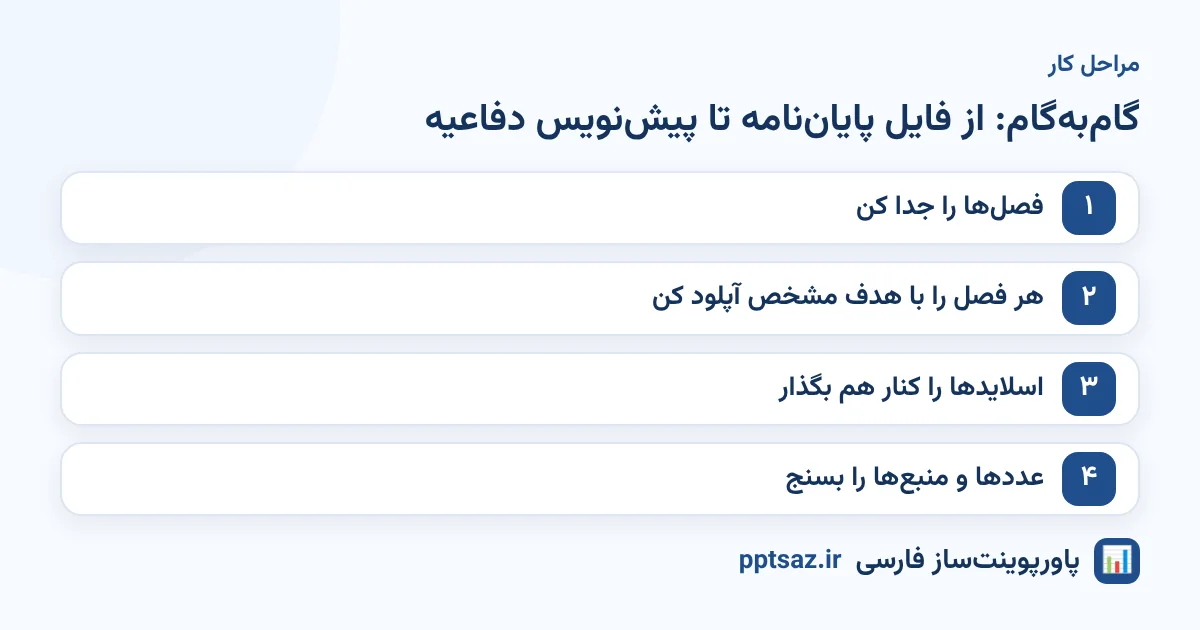 مراحل کار
گام‌به‌گام: از فایل پایان‌نامه تا پیش‌نویس دفاعیه
۱ فصل‌ها را جدا کن
۲ هر فصل را با هدف مشخص آپلود کن
۳ اسلایدها را کنار هم بگذار
۴ عددها و منبع‌ها را بسنج
پاورپوینت‌ساز فارسی pptsaz.ir